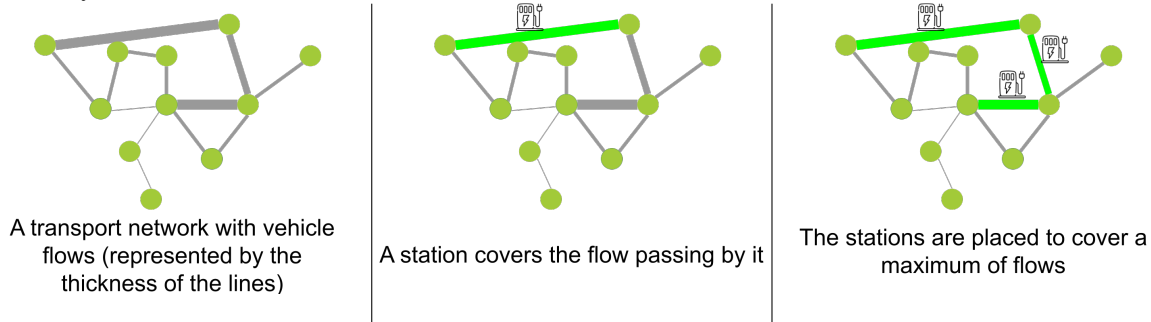 A transport network with vehicle
flows (represented by the
thickness of the lines)
A station covers the flow passing by it
The stations are placed to cover a
maximum of flows